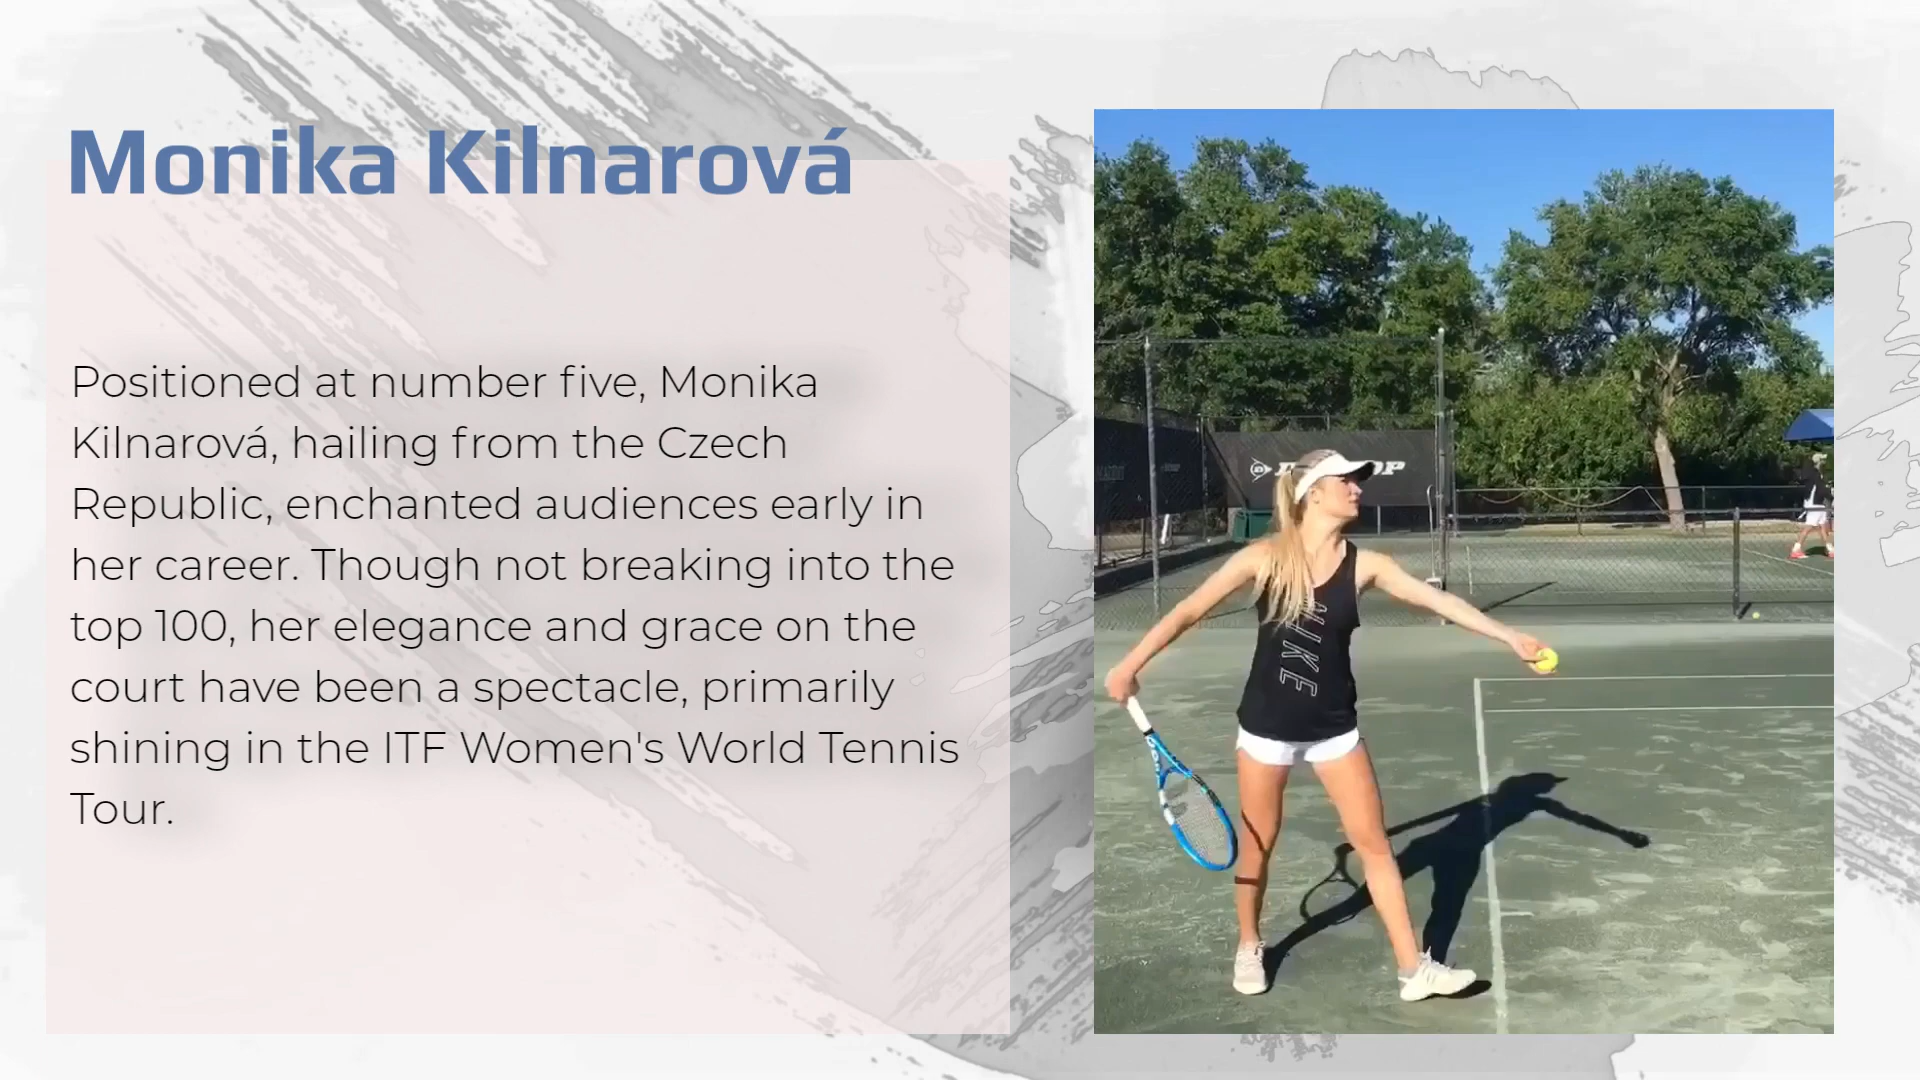 Monika Kilnarová
Positioned at number five, Monika
Kilnarová, hailing from the Czech
Republic, enchanted audiences early in
her career. Though not breaking into the
top 100, her elegance and grace on the
court have been a spectacle, primarily
shining in the ITF Women's World Tennis
Tour.
NIKE